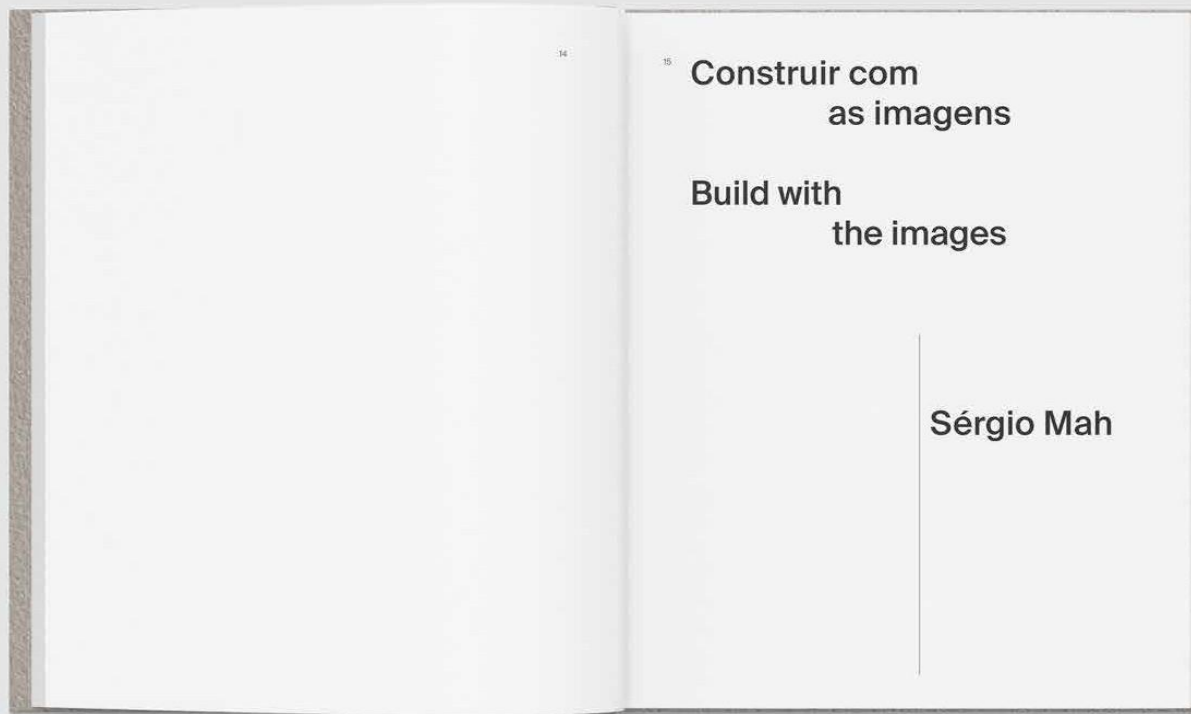 14
15
Construir com
as imagens
Build with
the images
Sérgio Mah